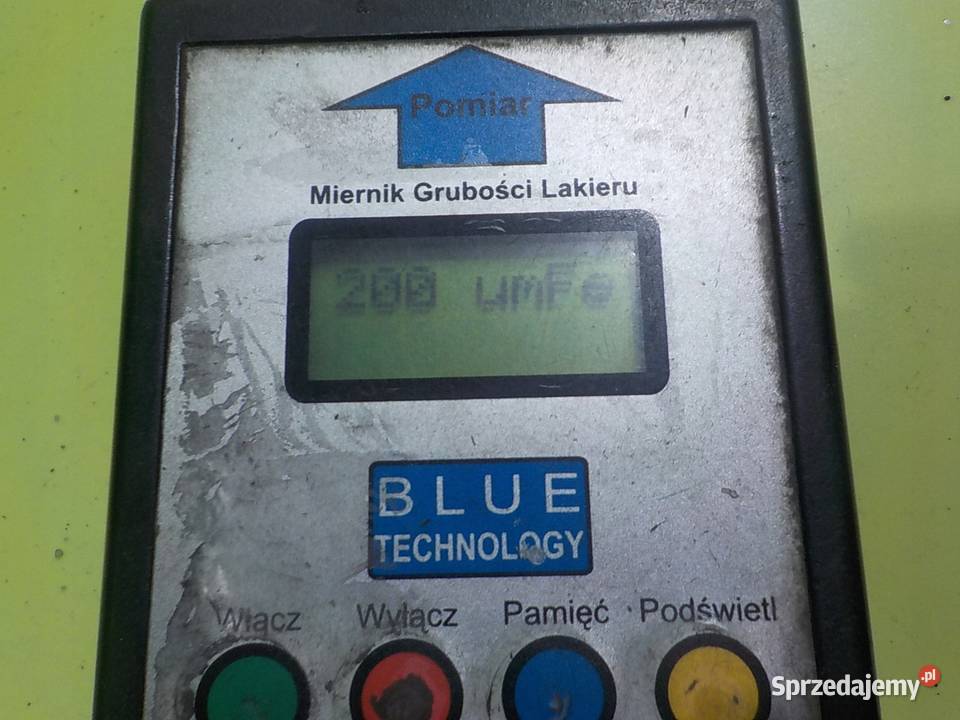 Pomiar
Miernik Grubości Lakieru
200 umFe
BLUE
TECHNOLOGY
Włącz Wyłącz Pamięć Podświetl
Sprzedajemy.pl